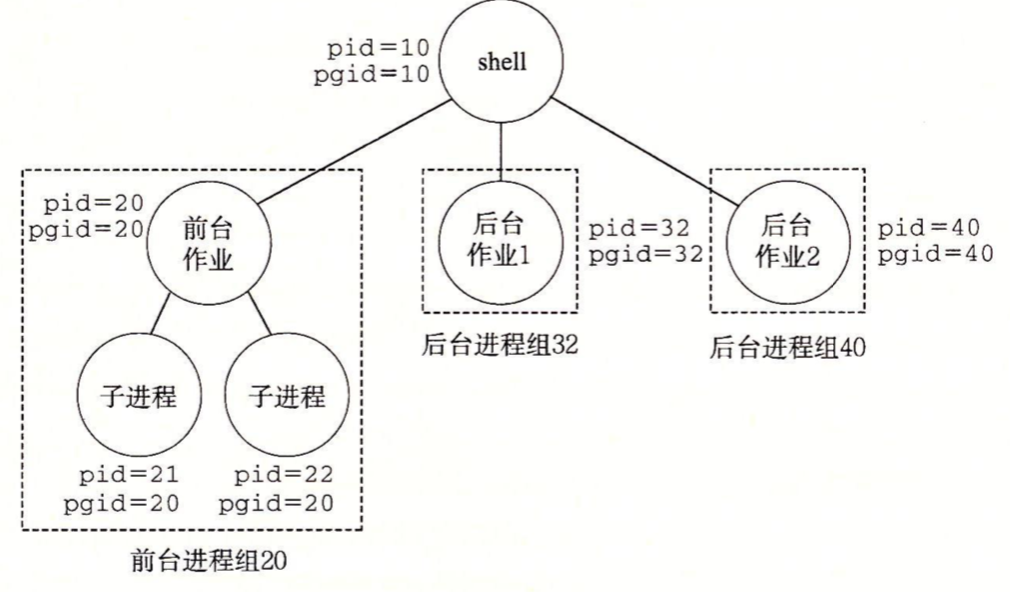 pid=10
pgid=10
shell
pid=20
pgid=20
前台
作业
后台
作业1
pid=32
pgid=32
后台
作业2
pid=40
pgid=40
后台进程组32
后台进程组40
子进程
子进程
pid=21
pgid=20
pid=22
pgid=20
前台进程组20